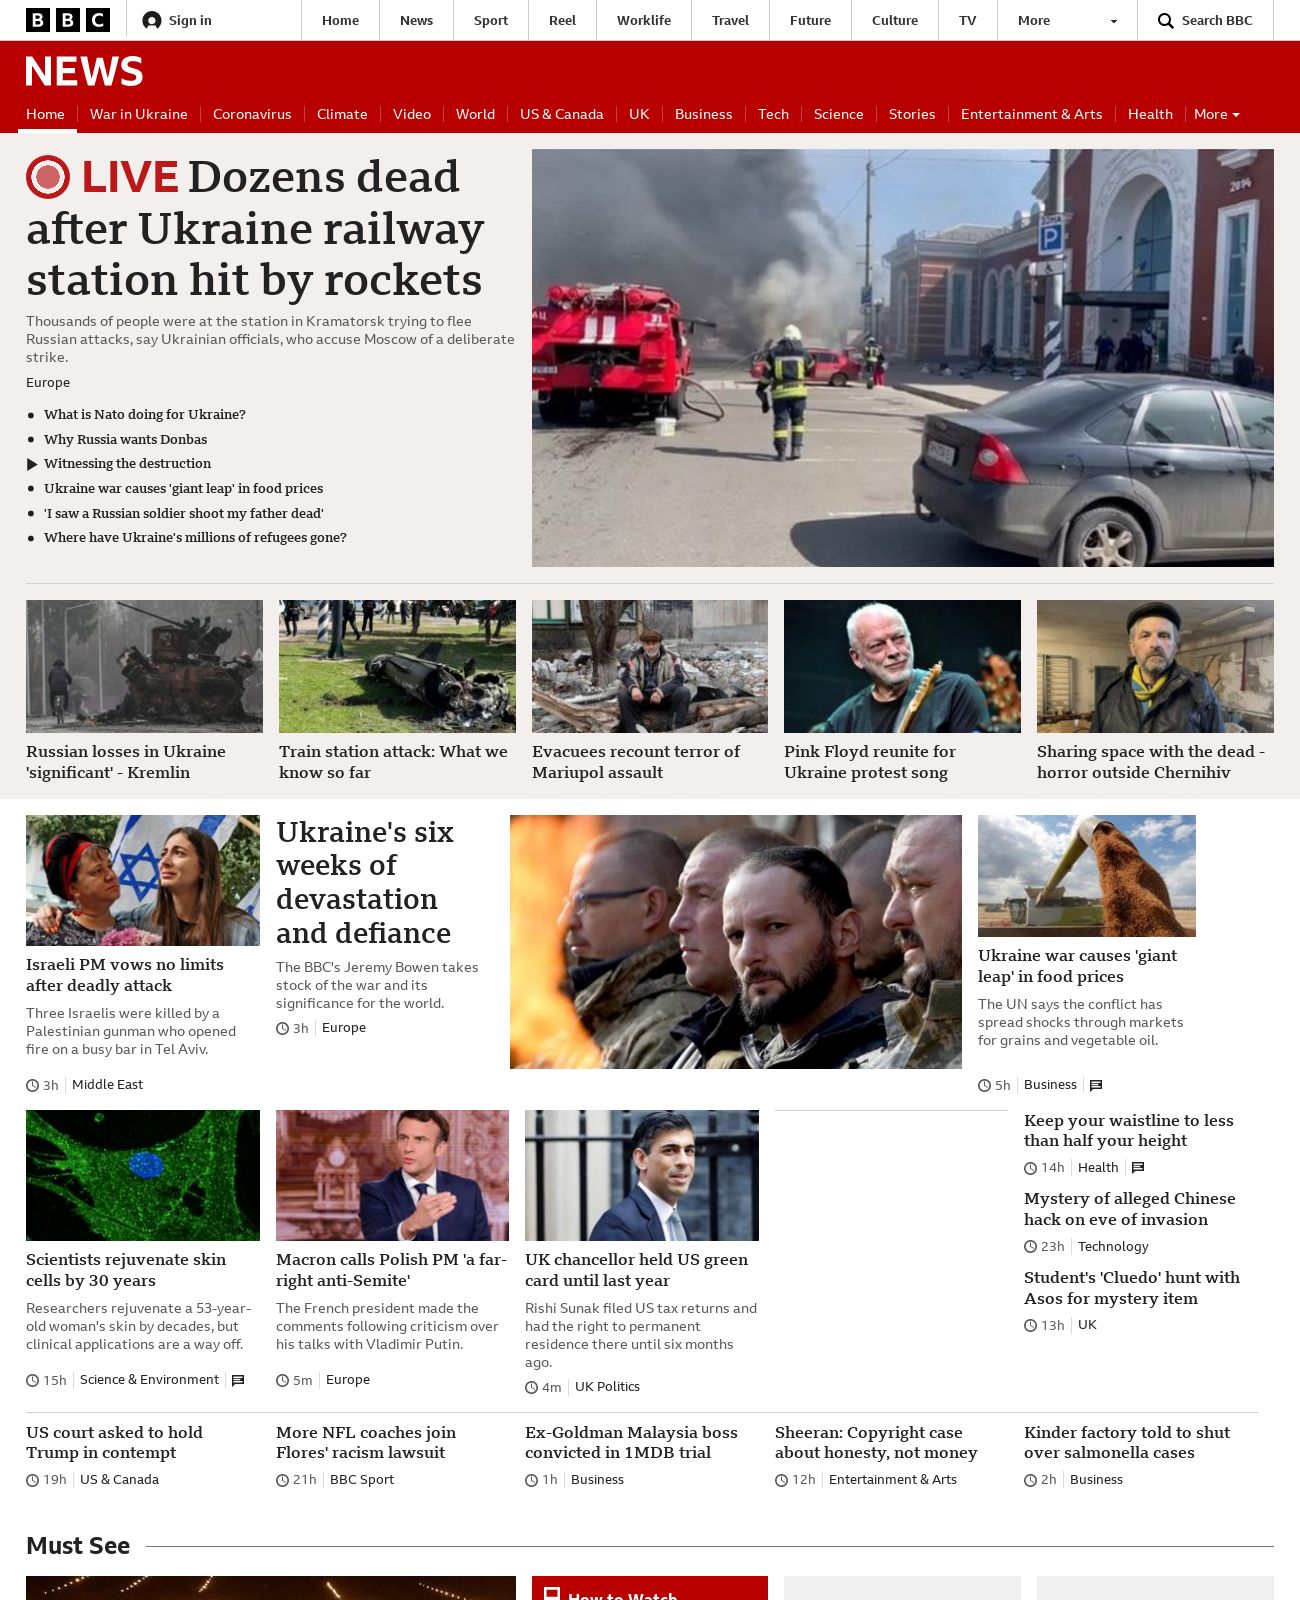 BBC
Sign in
Home
News
Sport
Reel
Worklife
Travel
Future
Culture
TV
More
Search BBC
NEWS
Home
War in Ukraine
Coronavirus
Climate
Video
World
US & Canada
UK
Business
Tech
Science
Stories
Entertainment & Arts
Health
More
LIVE Dozens dead
after Ukraine railway
station hit by rockets
Thousands of people were at the station in Kramatorsk trying to flee
Russian attacks, say Ukrainian officials, who accuse Moscow of a deliberate
strike.
Europe
What is Nato doing for Ukraine?
Why Russia wants Donbas
Witnessing the destruction
Ukraine war causes 'giant leap' in food prices
'I saw a Russian soldier shoot my father dead'
Where have Ukraine's millions of refugees gone?
2014
P
Russian losses in Ukraine
'significant' - Kremlin
Train station attack: What we
know so far
Evacuees recount terror of
Mariupol assault
Pink Floyd reunite for
Ukraine protest song
Sharing space with the dead -
horror outside Chernihiv
Israeli PM vows no limits
after deadly attack
Three Israelis were killed by a
Palestinian gunman who opened
fire on a busy bar in Tel Aviv.
3h
Middle East
Ukraine's six
weeks of
devastation
and defiance
The BBC's Jeremy Bowen takes
stock of the war and its
significance for the world.
3h
Europe
Ukraine war causes 'giant
leap' in food prices
The UN says the conflict has
spread shocks through markets
for grains and vegetable oil.
5h
Business
Scientists rejuvenate skin
cells by 30 years
Researchers rejuvenate a 53-year-
old woman's skin by decades, but
clinical applications are a way off.
15h
Science & Environment
Macron calls Polish PM 'a far-
right anti-Semite'
The French president made the
comments following criticism over
his talks with Vladimir Putin.
5m
Europe
UK chancellor held US green
card until last year
Rishi Sunak filed US tax returns and
had the right to permanent
residence there until six months
ago.
4m
UK Politics
Keep your waistline to less
than half your height
14h
Health
Mystery of alleged Chinese
hack on eve of invasion
23h
Technology
Student's 'Cluedo' hunt with
Asos for mystery item
13h
UK
US court asked to hold
Trump in contempt
19h
US & Canada
More NFL coaches join
Flores' racism lawsuit
21h
BBC Sport
Ex-Goldman Malaysia boss
convicted in 1MDB trial
1h
Business
Sheeran: Copyright case
about honesty, not money
12h
Entertainment & Arts
Kinder factory told to shut
over salmonella cases
2h
Business
Must See
How to Watch